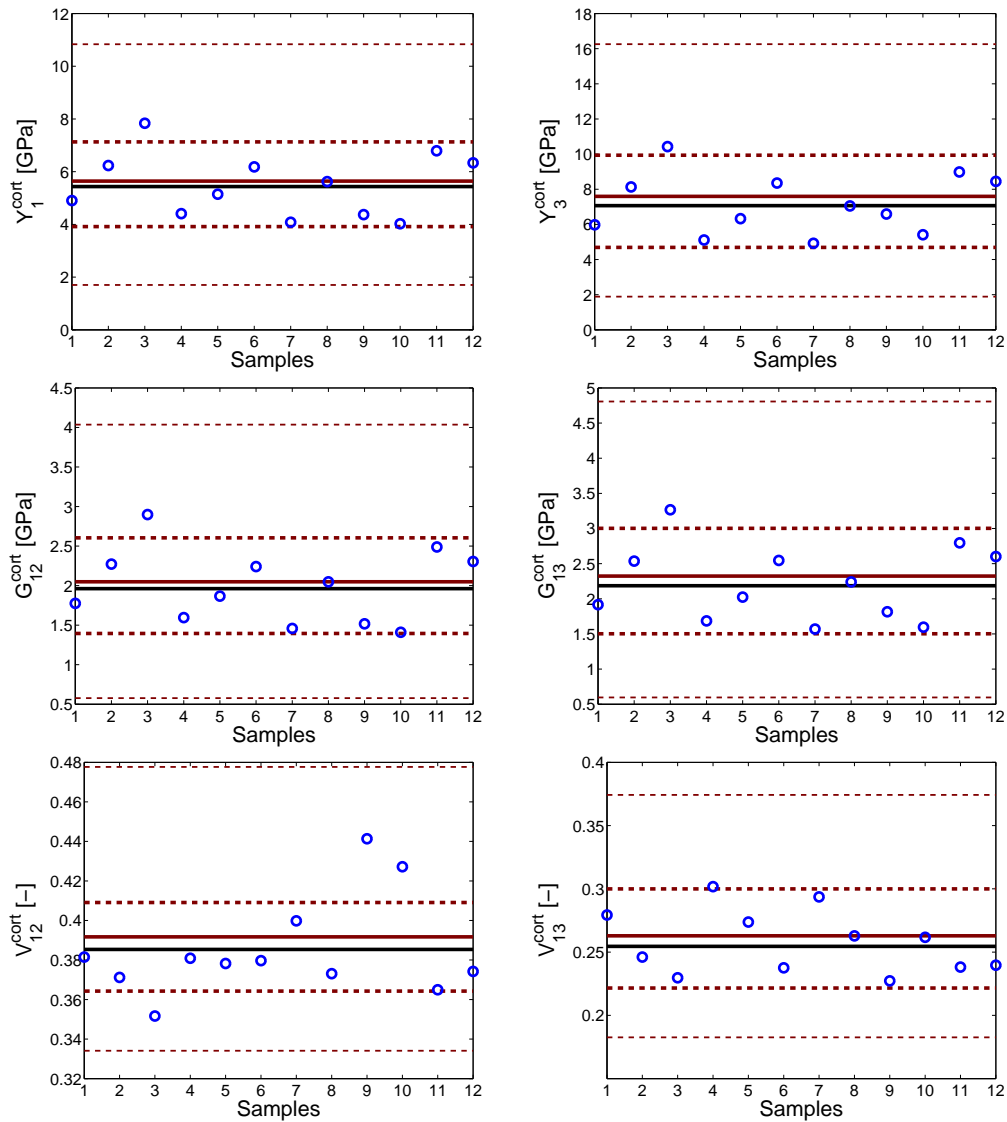 12
10
8
6
4
2
0
Y₁ᶜᵒʳᵗ [GPa]
1 2 3 4 5 6 7 8 9 10 11 12
Samples
18
16
14
12
10
8
6
4
2
0
Y₃ᶜᵒʳᵗ [GPa]
1 2 3 4 5 6 7 8 9 10 11 12
Samples
4.5
4
3.5
3
2.5
2
1.5
1
0.5
G₁₂ᶜᵒʳᵗ [GPa]
1 2 3 4 5 6 7 8 9 10 11 12
Samples
5
4.5
4
3.5
3
2.5
2
1.5
1
0.5
G₁₃ᶜᵒʳᵗ [GPa]
1 2 3 4 5 6 7 8 9 10 11 12
Samples
0.48
0.46
0.44
0.42
0.4
0.38
0.36
0.34
0.32
V₁₂ᶜᵒʳᵗ [–]
1 2 3 4 5 6 7 8 9 10 11 12
Samples
0.4
0.35
0.3
0.25
0.2
V₁₃ᶜᵒʳᵗ [–]
1 2 3 4 5 6 7 8 9 10 11 12
Samples